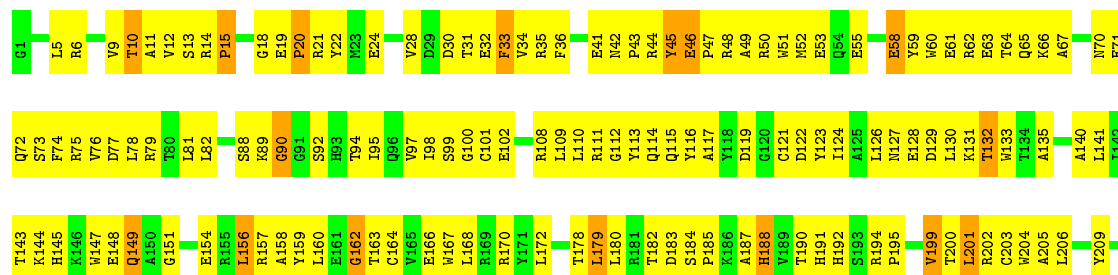 G1 L5 R6 V9 T10 A11 V12 S13 R14 P15 G18 E19 P20 R21 Y22 M23 E24 V28 D29 D30 T31 E32 F33 V34 R35 F36 E41 N42 P43 R44 Y45 E46 P47 R48 A49 R50 W51 M52 E53 Q54 E55 E58 Y59 W60 E61 R62 E63 T64 Q65 K66 A67 N70 E71
Q72 S73 F74 R75 V76 D77 L78 R79 T80 L81 L82 S88 K89 G90 G91 S92 H93 T94 I95 Q96 V97 I98 S99 G100 C101 E102 R108 L109 L110 R111 G112 Y113 Q114 Q115 Y116 A117 Y118 D119 G120 C121 D122 Y123 I124 A125 L126 N127 E128 D129 L130 K131 T132 W133 T134 A135 A140 L141 I142
T143 K144 H145 K146 W147 E148 Q149 A150 G151 E154 R155 L156 R157 A158 Y159 L160 E161 G162 T163 C164 V165 E166 W167 L168 R169 R170 Y171 L172 T178 L179 L180 R181 T182 D183 S184 P185 K186 A187 H188 V189 T190 H191 H192 S193 R194 P195 V199 T200 L201 R202 C203 W204 A205 L206 Y209